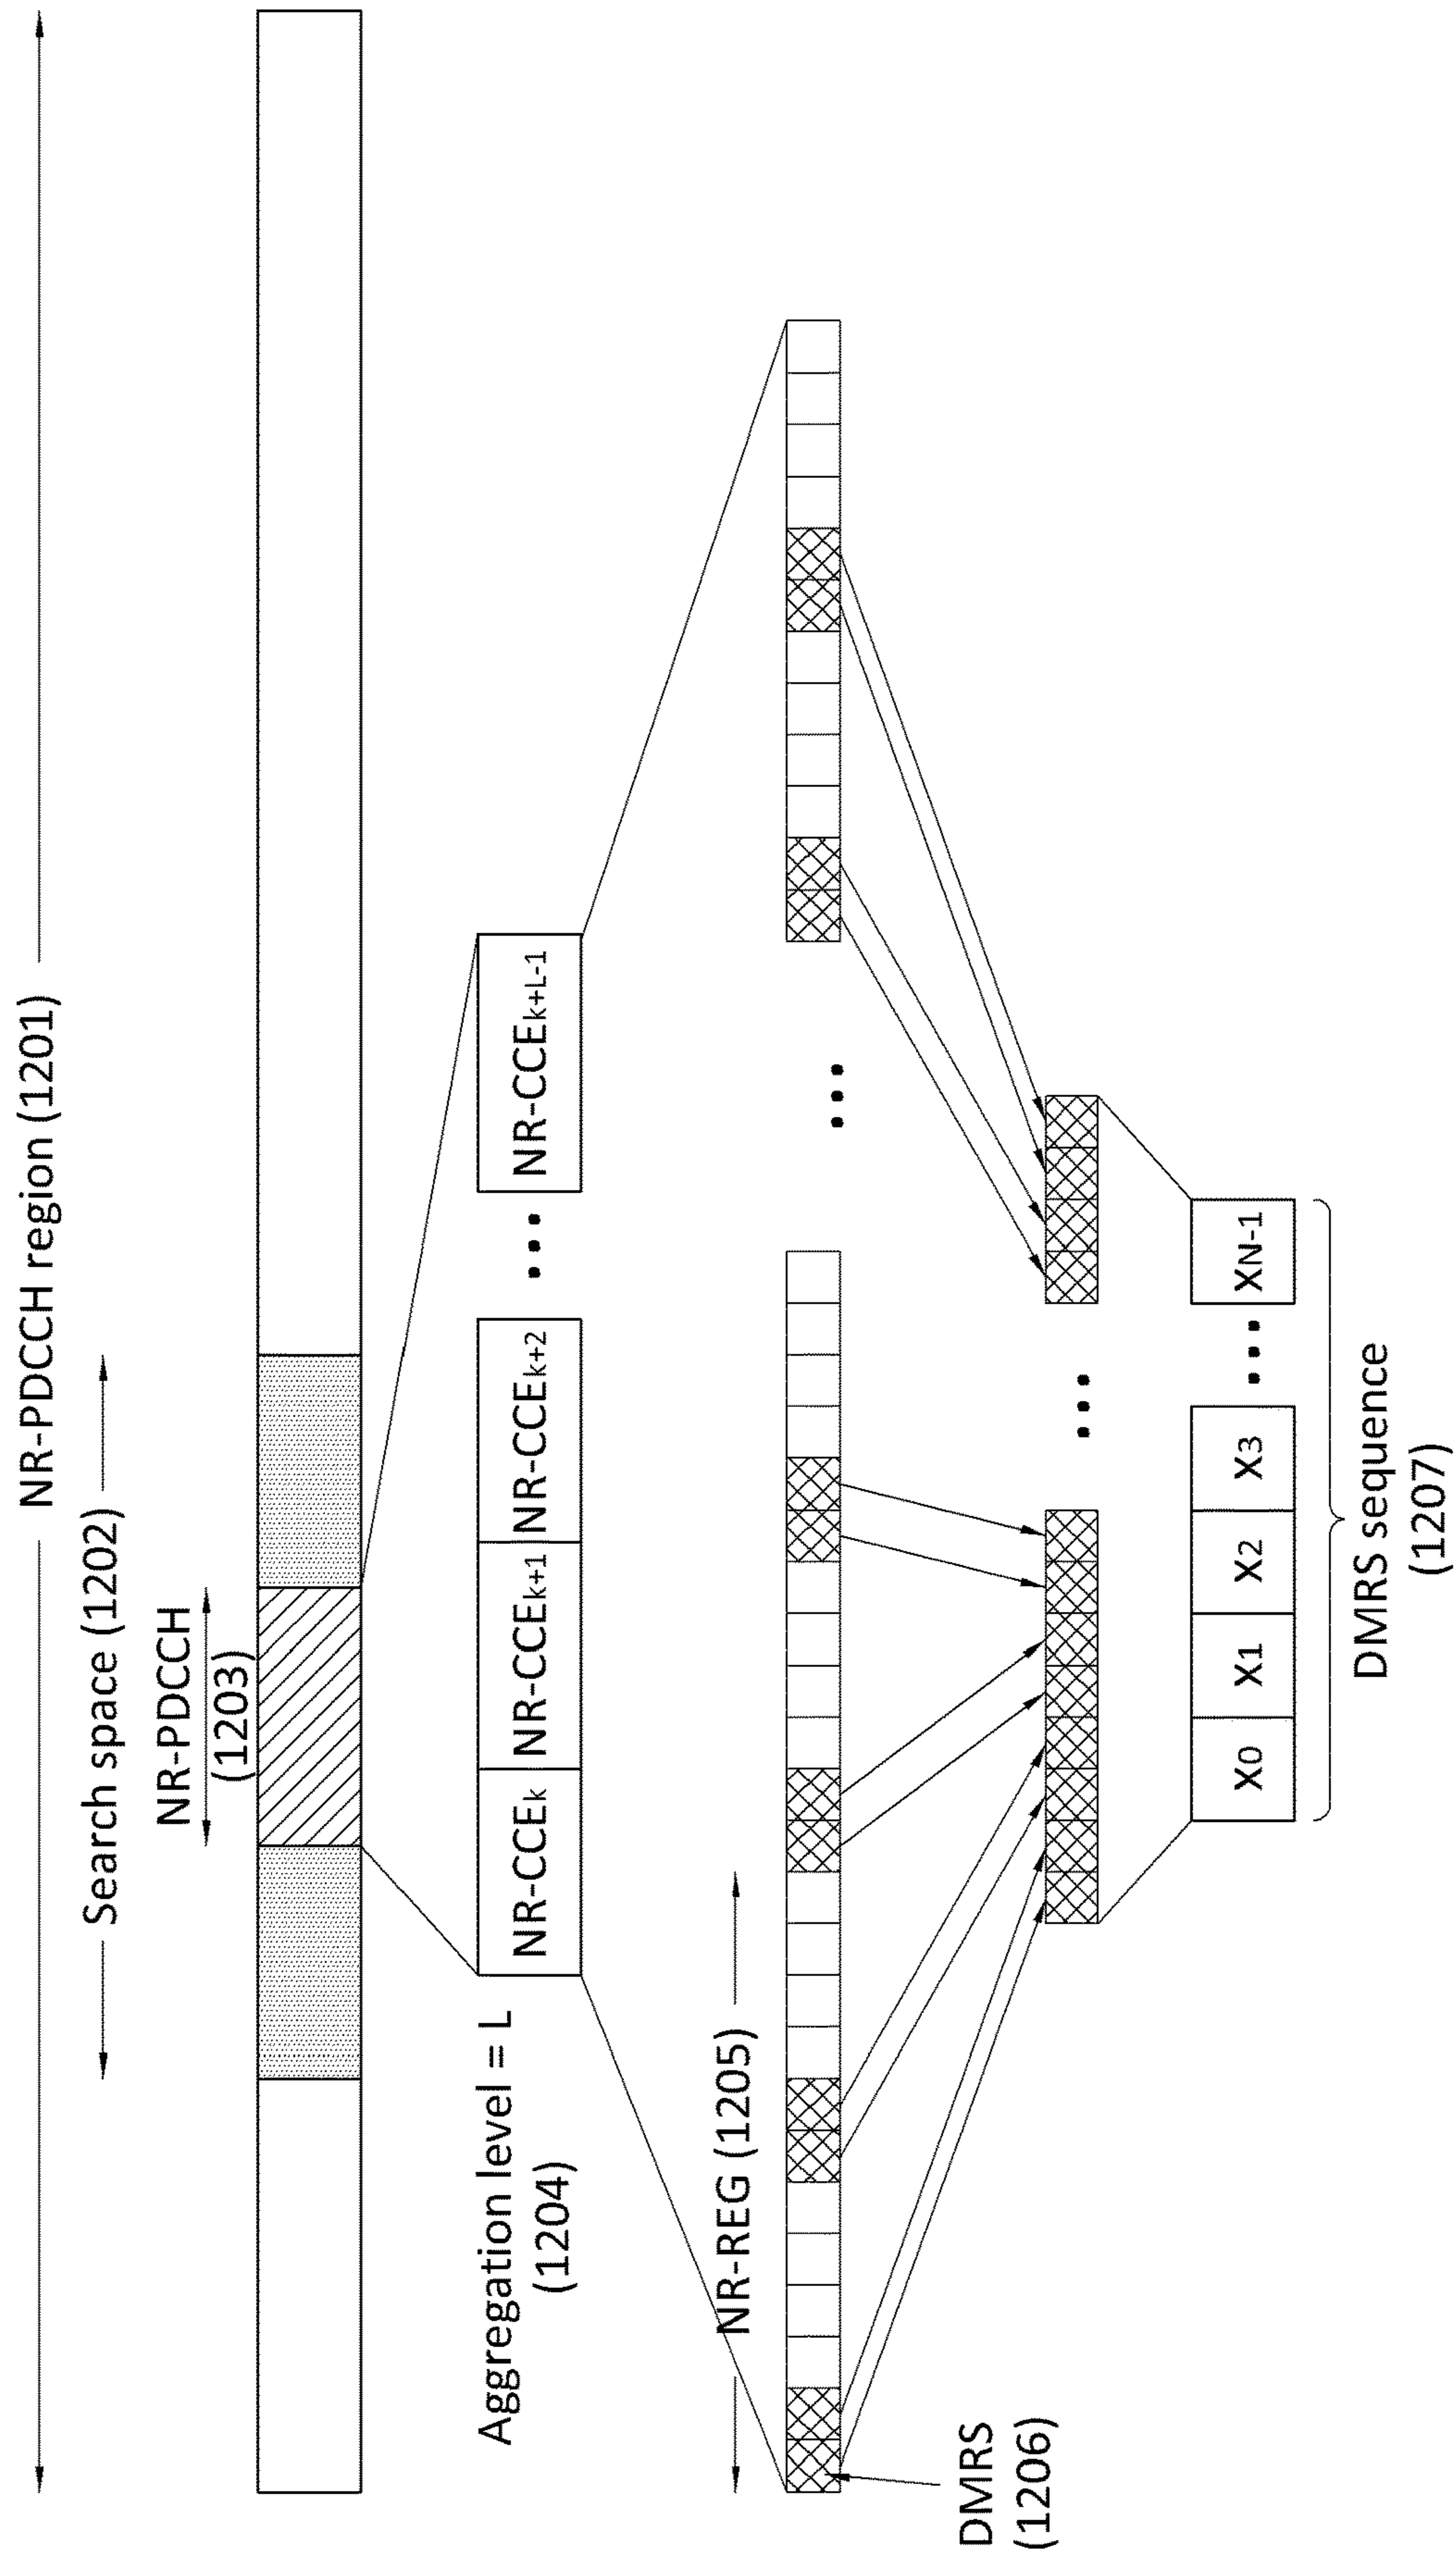 NR-PDCCH region (1201)
Search space (1202)
NR-PDCCH
(1203)
Aggregation level = L
(1204)
NR-CCEk
NR-CCEk+1
NR-CCEk+2
...
NR-CCEk+L-1
NR-REG (1205)
...
DMRS
(1206)
...
X0
X1
X2
X3
...
XN-1
DMRS sequence
(1207)